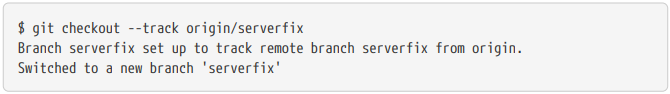 $ git checkout --track origin/serverfix
Branch serverfix set up to track remote branch serverfix from origin.
Switched to a new branch 'serverfix'